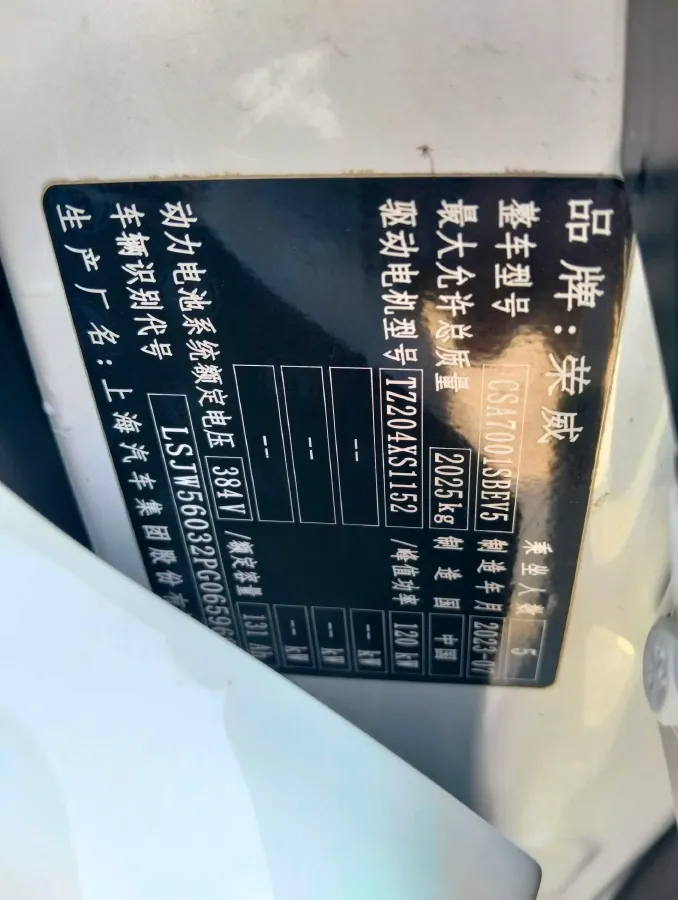 品牌:荣威
乘坐人数 5
整车型号 CSA7001SBEV5 制造年月 2023-07
最大允许总质量 2025kg 制造国 中国
驱动电机型号 TZ204XS1152 /峰值功率 120 kW
-- -- kW
-- -- kW
-- -- kW
动力电池系统额定电压 384V /额定容量 131 Ah
车辆识别代号 LSJW56032PG06596
生产厂名:上海汽车集团股份有